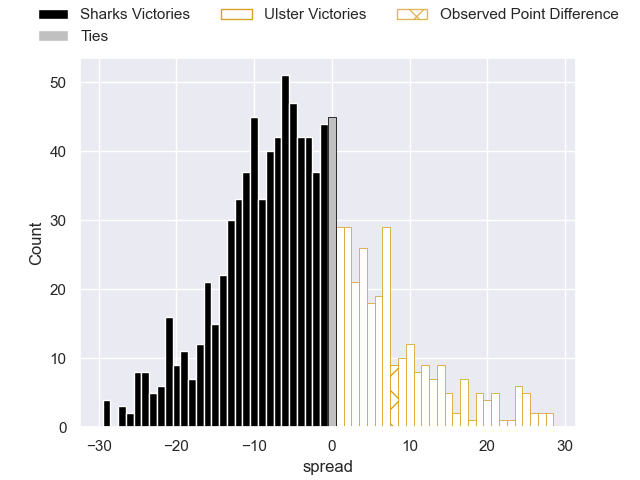 Sharks Victories
Ulster Victories
Observed Point Difference
Ties
50
40
30
20
10
0
Count
−30
−20
−10
0
10
20
30
spread